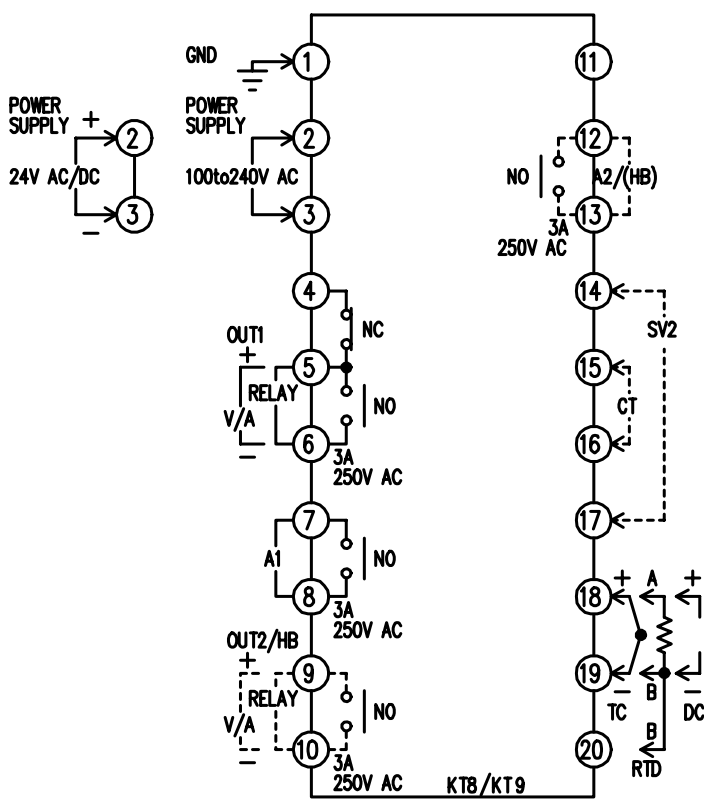 GND
1
11
POWER
SUPPLY
+
2
24V AC/DC
3
−
POWER
SUPPLY
2
100to240V AC
3
12
NO
A2/(HB)
13
3A
250V AC
4
NC
14
SV2
OUT1
+
5
RELAY
V/A
NO
−
6
3A
250V AC
15
CT
16
7
A1
NO
8
3A
250V AC
17
18
+
A
+
OUT2/HB
+
9
RELAY
V/A
NO
−
10
3A
250V AC
19
−
B
−
TC
DC
B
20
RTD
KT8/KT9